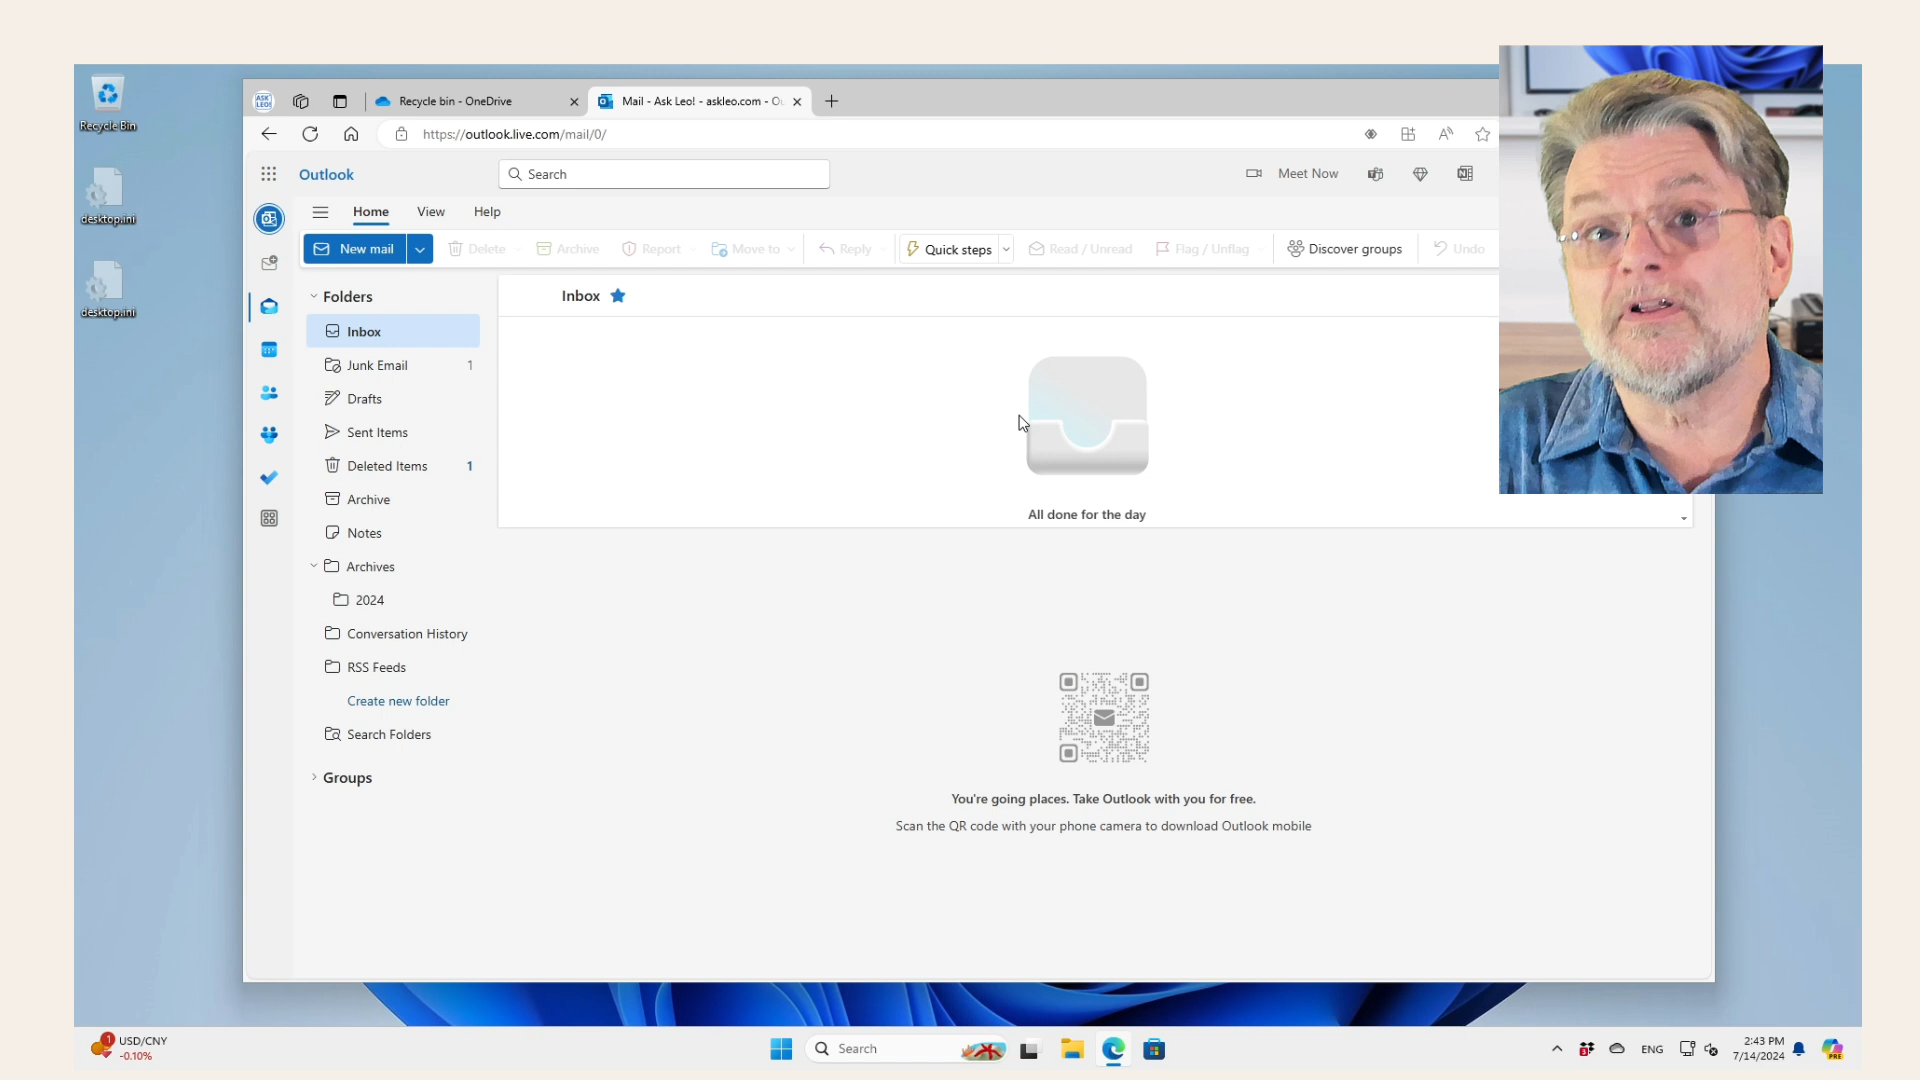 Recycle Bin
desktop.ini
desktop.ini
ASK LEO!
Recycle bin - OneDrive
Mail - Ask Leo! - askleo.com - Ou
https://outlook.live.com/mail/0/
Outlook
Search
Meet Now
Home View Help
New mail Delete Archive Report Move to Reply Quick steps Read / Unread Flag / Unflag Discover groups Undo
Folders
Inbox
Junk Email 1
Drafts
Sent Items
Deleted Items 1
Archive
Notes
Archives
2024
Conversation History
RSS Feeds
Create new folder
Search Folders
Groups
Inbox
All done for the day
You're going places. Take Outlook with you for free.
Scan the QR code with your phone camera to download Outlook mobile
1
USD/CNY
-0.10%
Search
ENG
2:43 PM
7/14/2024
PRE